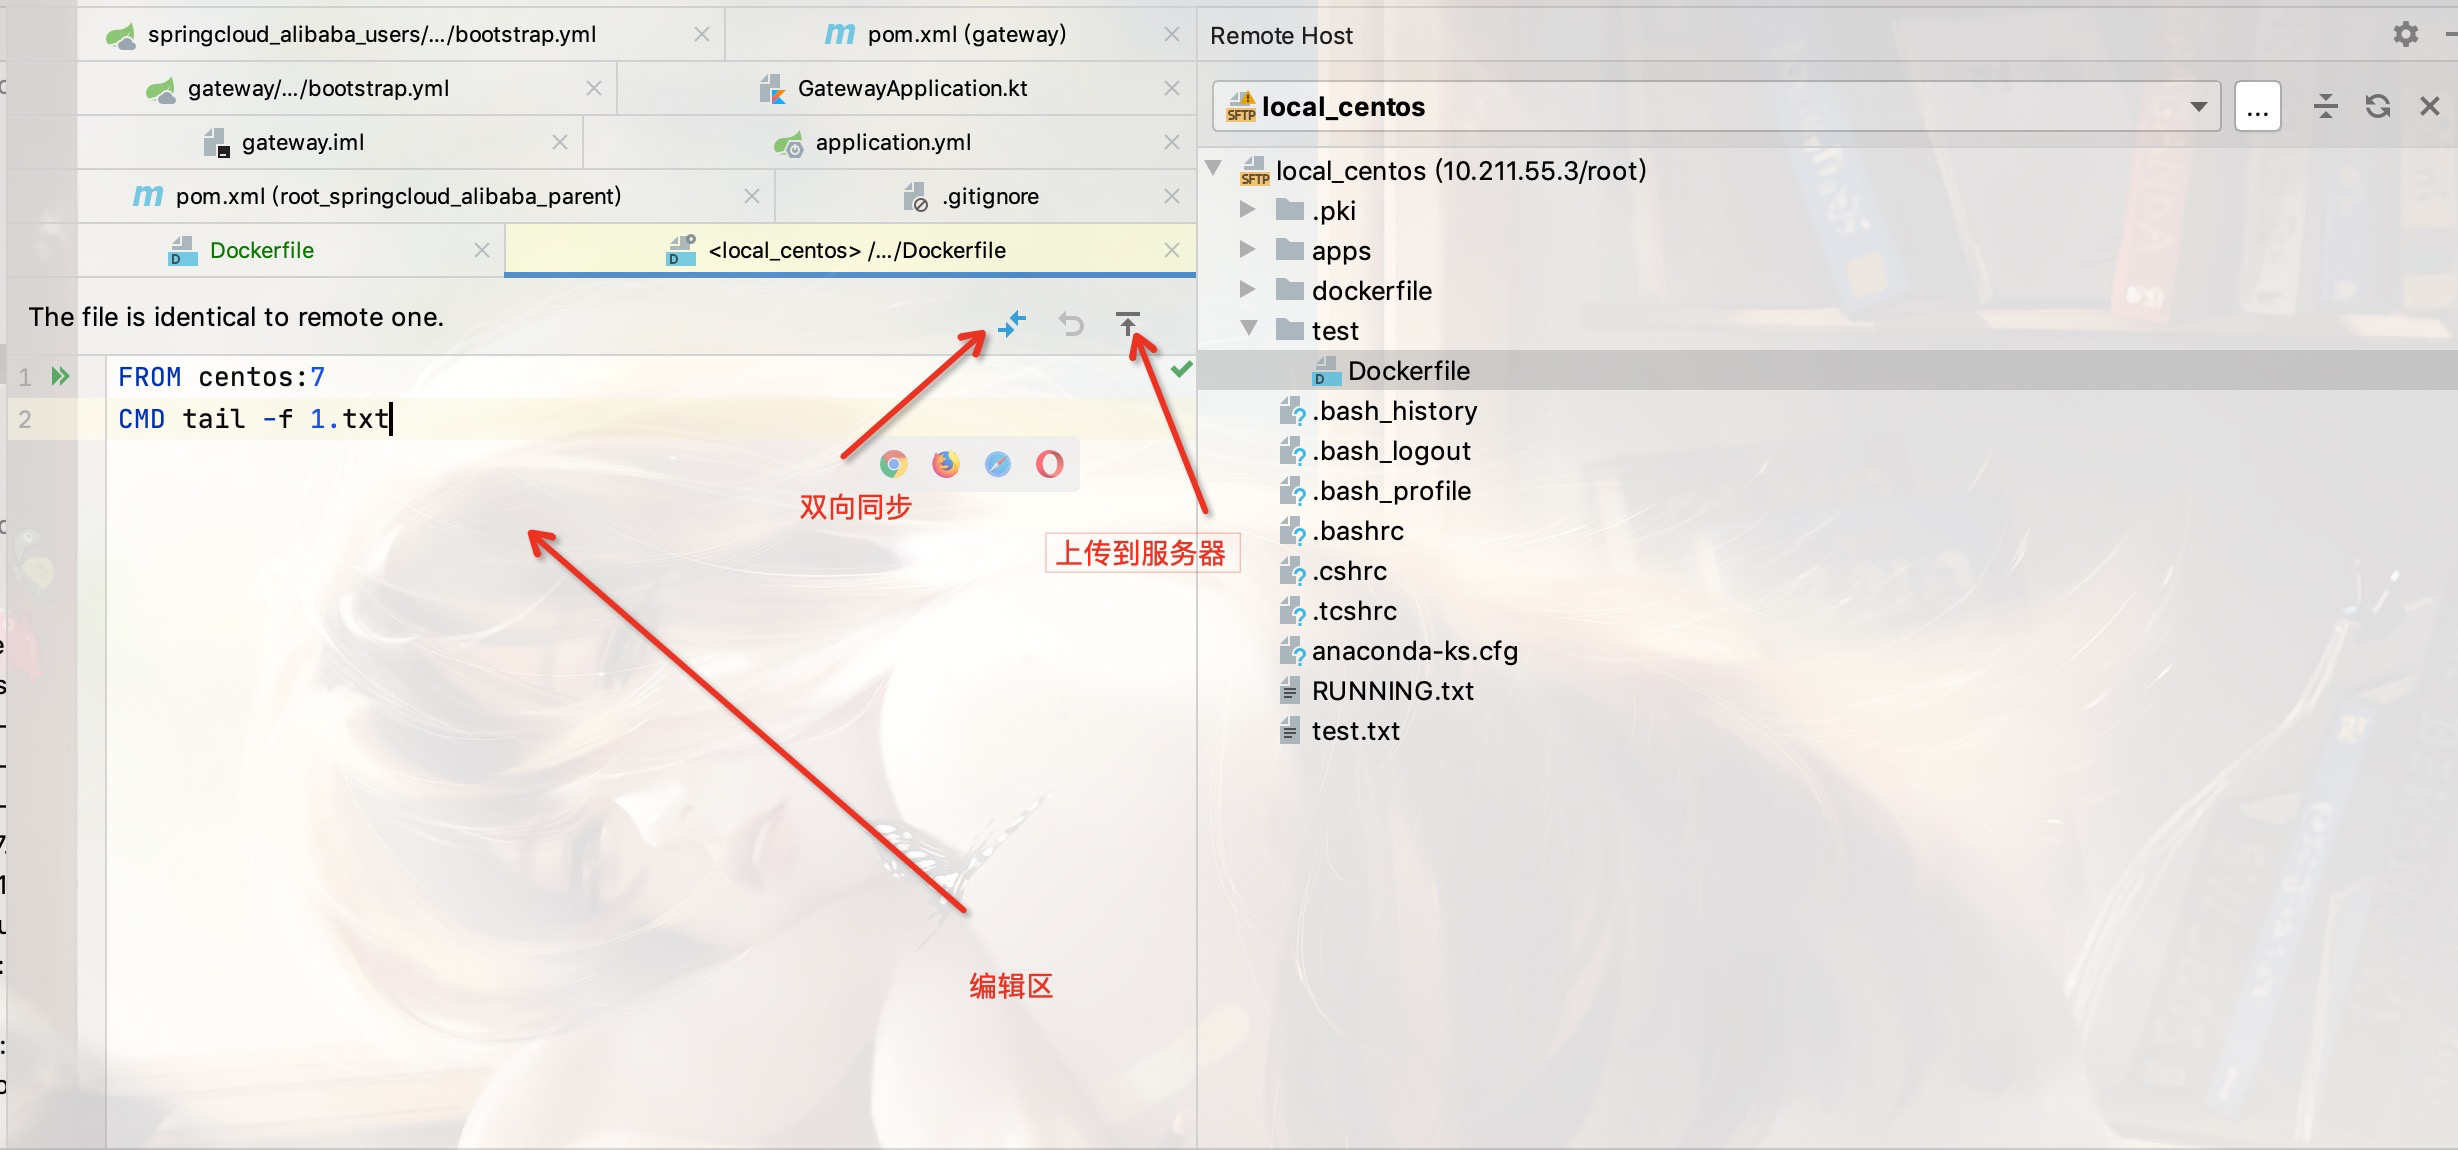 springcloud_alibaba_users/.../bootstrap.yml
pom.xml (gateway)
gateway/.../bootstrap.yml
GatewayApplication.kt
gateway.iml
application.yml
pom.xml (root_springcloud_alibaba_parent)
.gitignore
Dockerfile
<local_centos> /.../Dockerfile
The file is identical to remote one.
1 FROM centos:7
2 CMD tail -f 1.txt
双向同步
上传到服务器
编辑区
Remote Host
SFTP local_centos
...
SFTP local_centos (10.211.55.3/root)
.pki
apps
dockerfile
test
Dockerfile
.bash_history
.bash_logout
.bash_profile
.bashrc
.cshrc
.tcshrc
anaconda-ks.cfg
RUNNING.txt
test.txt